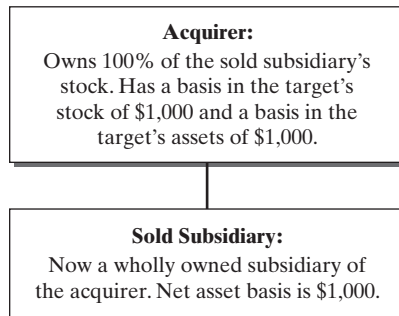 Acquirer:
Owns 100% of the sold subsidiary's
stock. Has a basis in the target's
stock of $1,000 and a basis in the
target's assets of $1,000.
Sold Subsidiary:
Now a wholly owned subsidiary of
the acquirer. Net asset basis is $1,000.